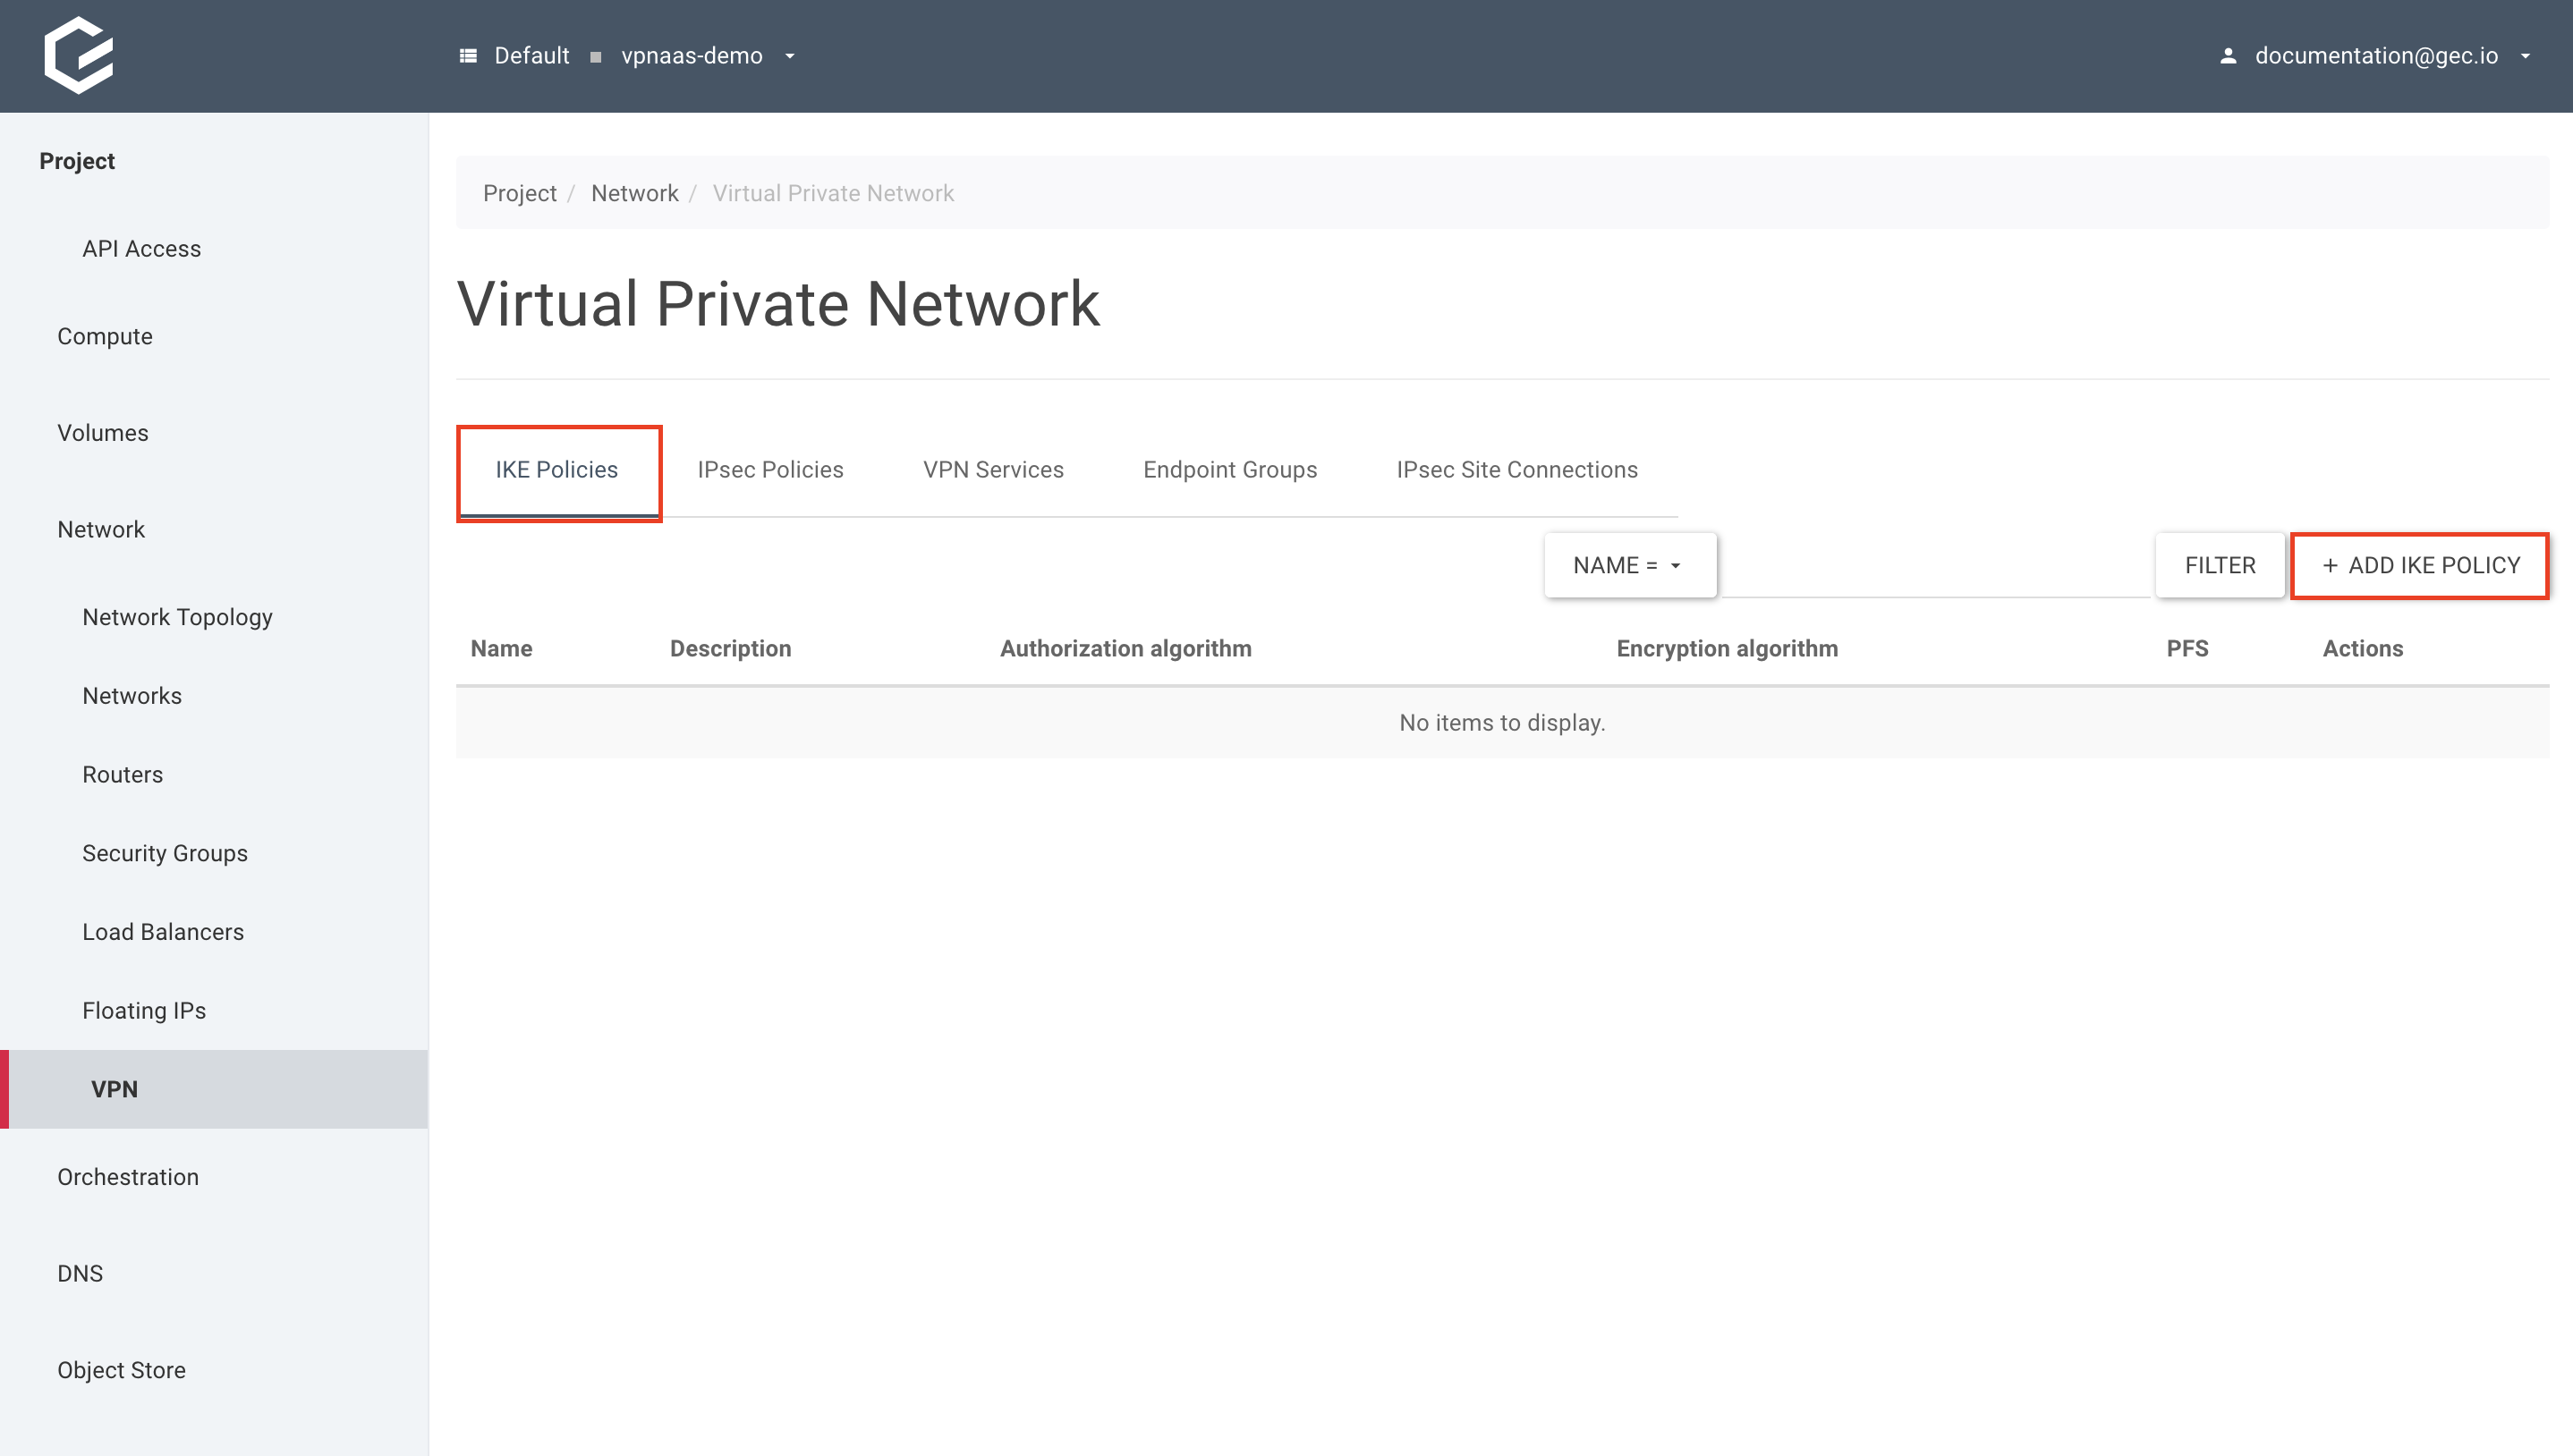 Default vpnaas-demo
documentation@gec.io
Project
API Access
Compute
Volumes
Network
Network Topology
Networks
Routers
Security Groups
Load Balancers
Floating IPs
VPN
Orchestration
DNS
Object Store
Project / Network / Virtual Private Network
Virtual Private Network
IKE Policies IPsec Policies VPN Services Endpoint Groups IPsec Site Connections
NAME = FILTER + ADD IKE POLICY
Name Description Authorization algorithm Encryption algorithm PFS Actions
No items to display.